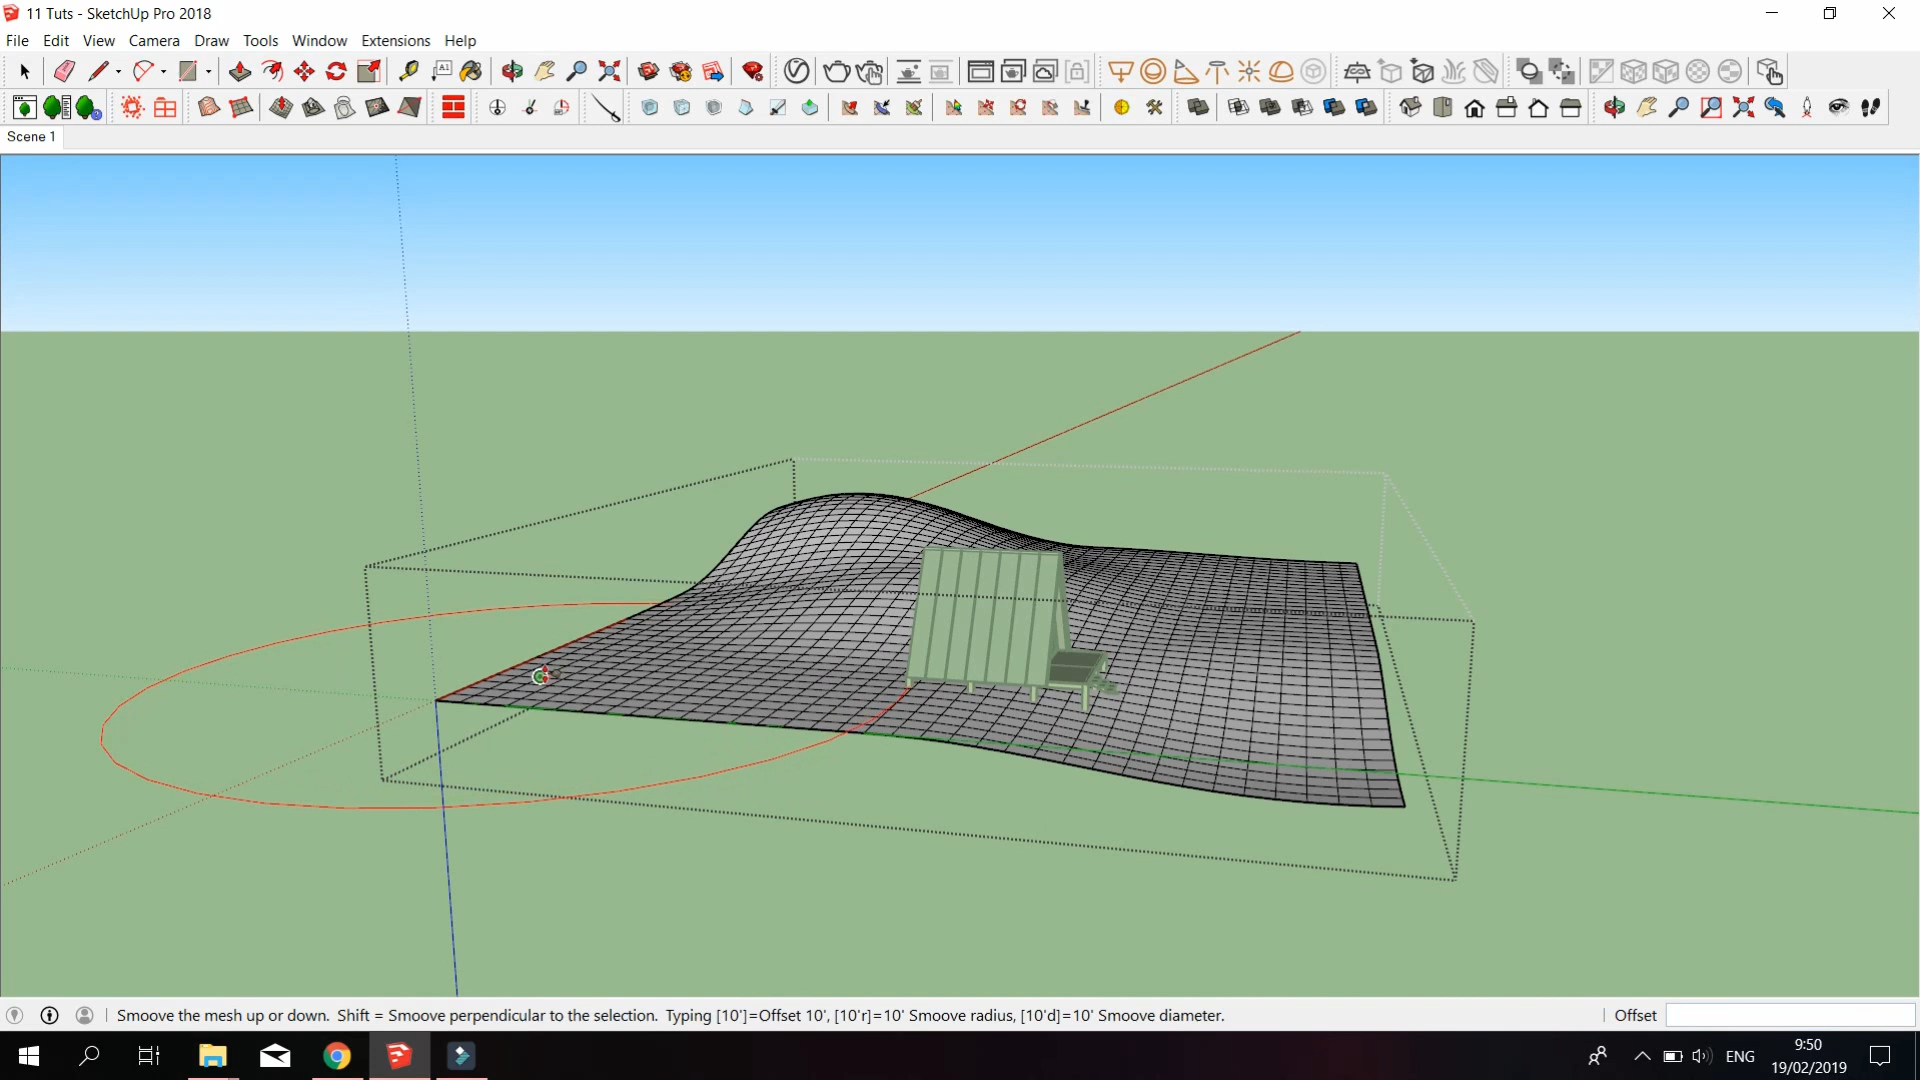 11 Tuts - SketchUp Pro 2018
File Edit View Camera Draw Tools Window Extensions Help
A1
Scene 1
Smoove the mesh up or down. Shift = Smoove perpendicular to the selection. Typing [10']=Offset 10', [10'r]=10' Smoove radius, [10'd]=10' Smoove diameter.
Offset
ENG
9:50
19/02/2019